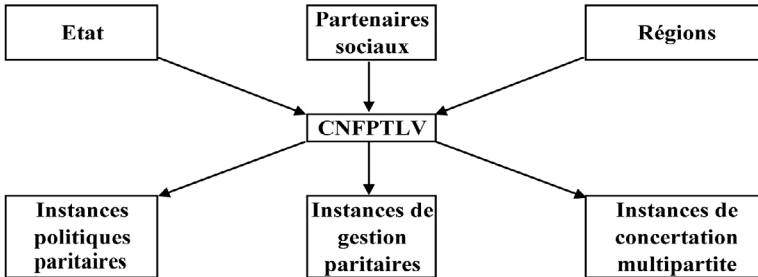 Etat
Partenaires
sociaux
Régions
CNFPTLV
Instances
politiques
paritaires
Instances de
gestion
paritaires
Instances de
concertation
multipartite